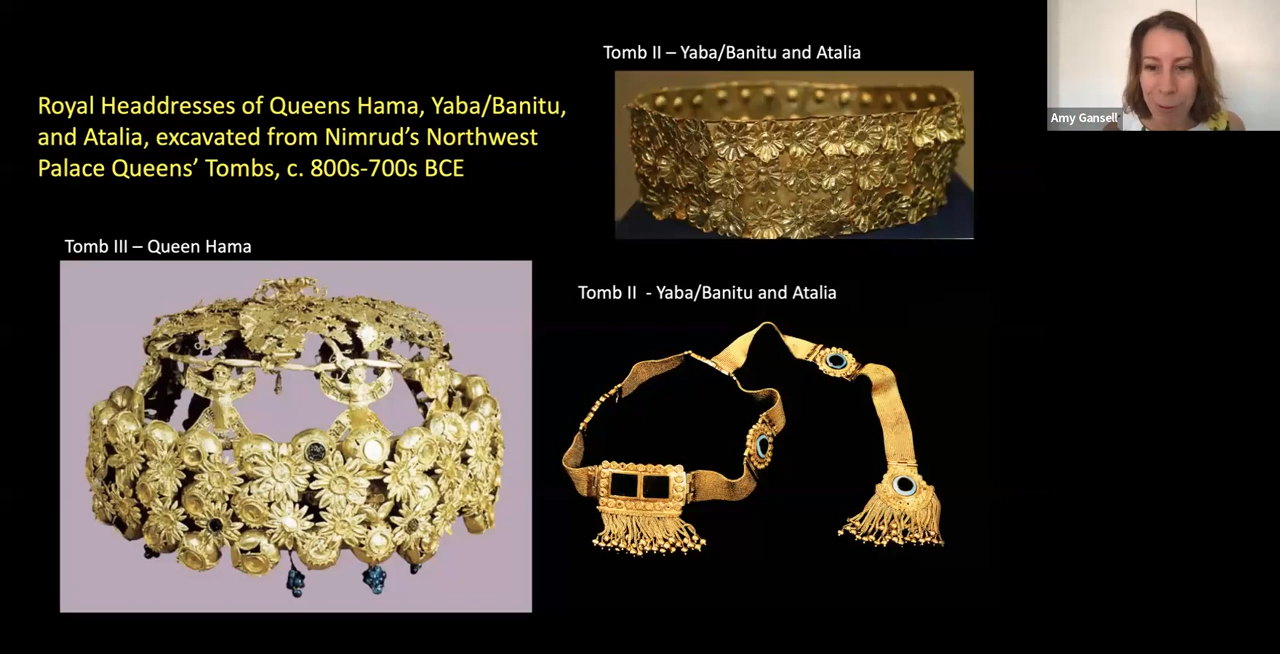 Royal Headdresses of Queens Hama, Yaba/Banitu,
and Atalia, excavated from Nimrud’s Northwest
Palace Queens’ Tombs, c. 800s-700s BCE
Tomb II – Yaba/Banitu and Atalia
Amy Gansell
Tomb III – Queen Hama
Tomb II - Yaba/Banitu and Atalia